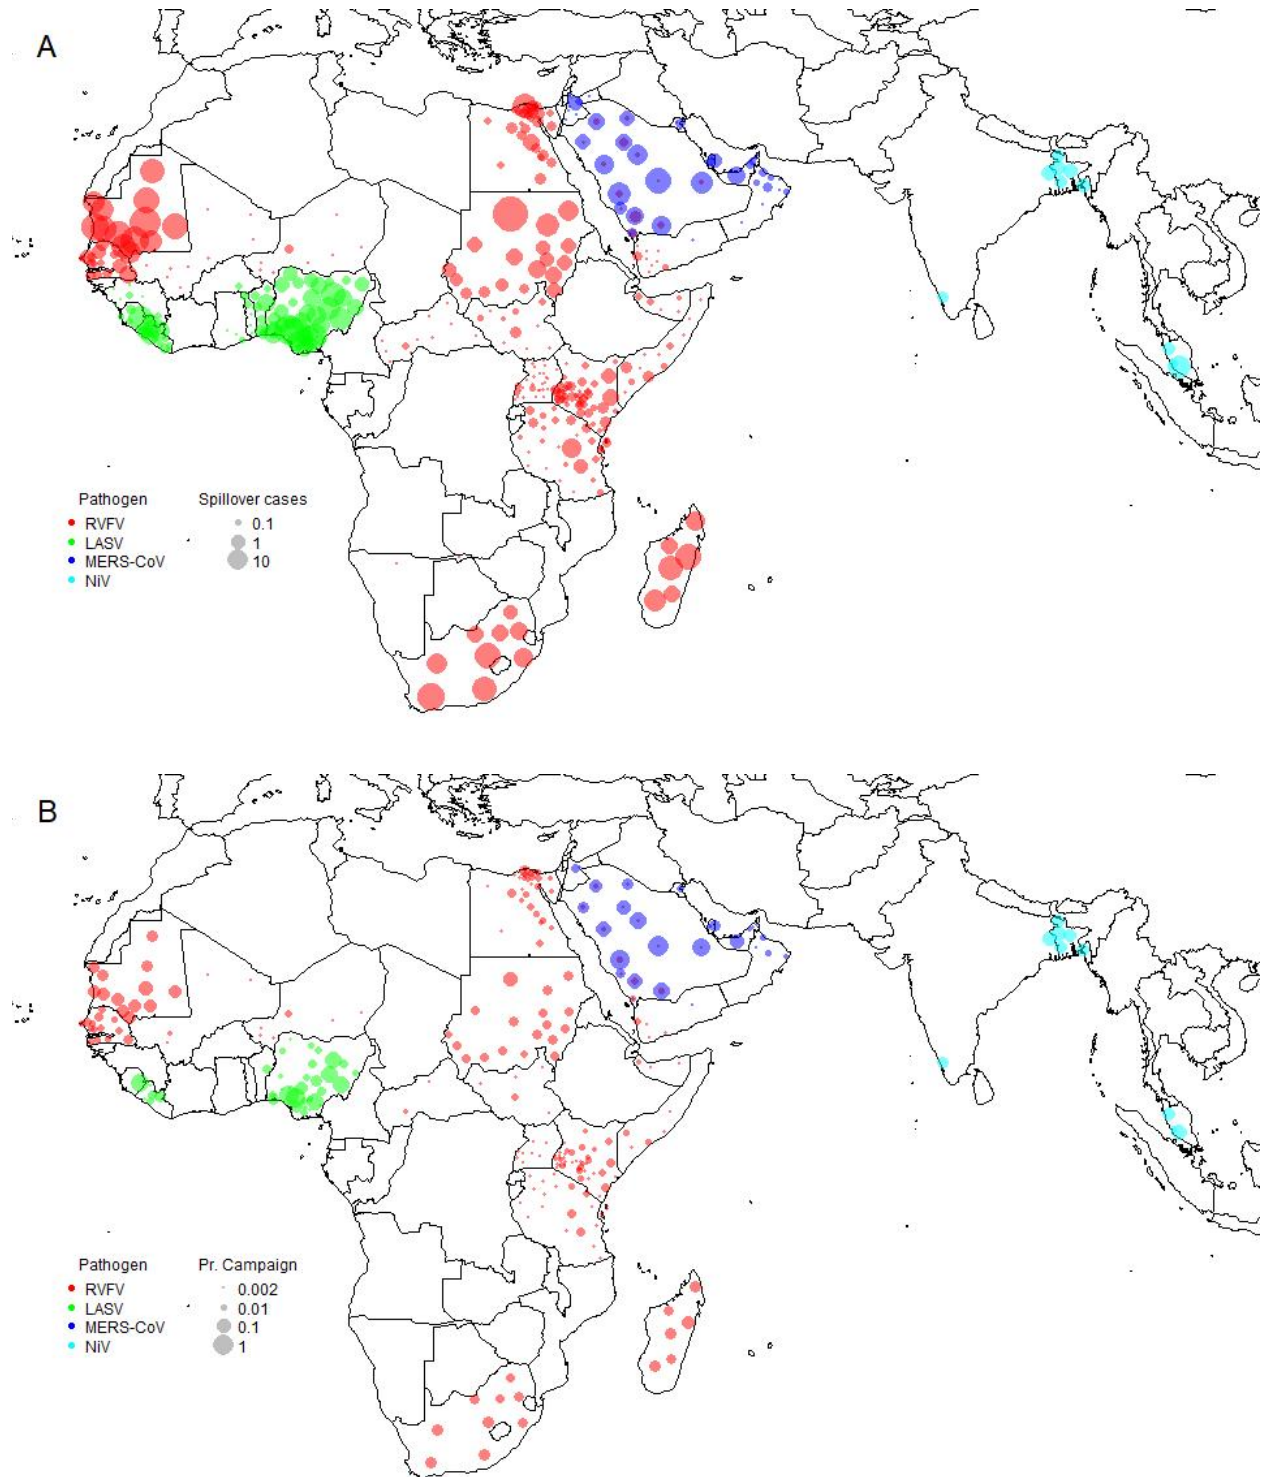 A
Pathogen Spillover cases
RVFV 0.1
LASV 1
MERS-CoV 10
NiV
B
Pathogen Pr. Campaign
RVFV 0.002
LASV 0.01
MERS-CoV 0.1
NiV 1